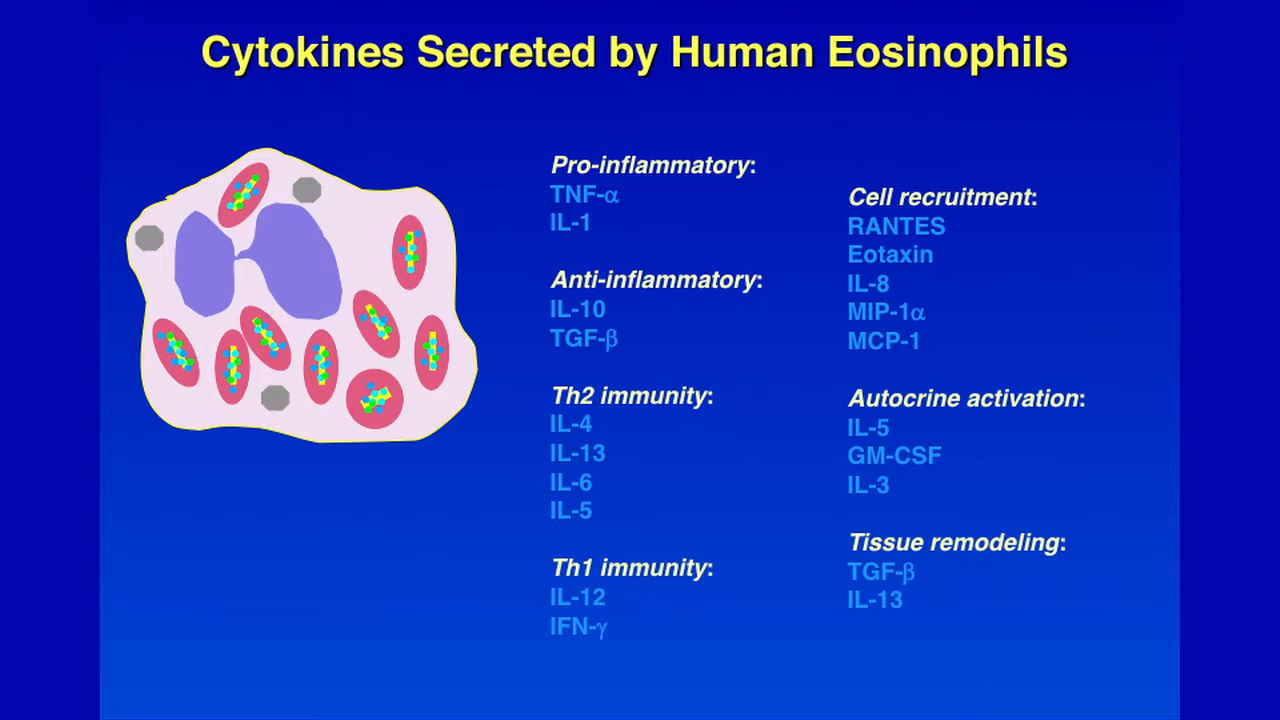 Cytokines Secreted by Human Eosinophils
Pro-inflammatory:
TNF-α
IL-1
Anti-inflammatory:
IL-10
TGF-β
Th2 immunity:
IL-4
IL-13
IL-6
IL-5
Th1 immunity:
IL-12
IFN-γ
Cell recruitment:
RANTES
Eotaxin
IL-8
MIP-1α
MCP-1
Autocrine activation:
IL-5
GM-CSF
IL-3
Tissue remodeling:
TGF-β
IL-13